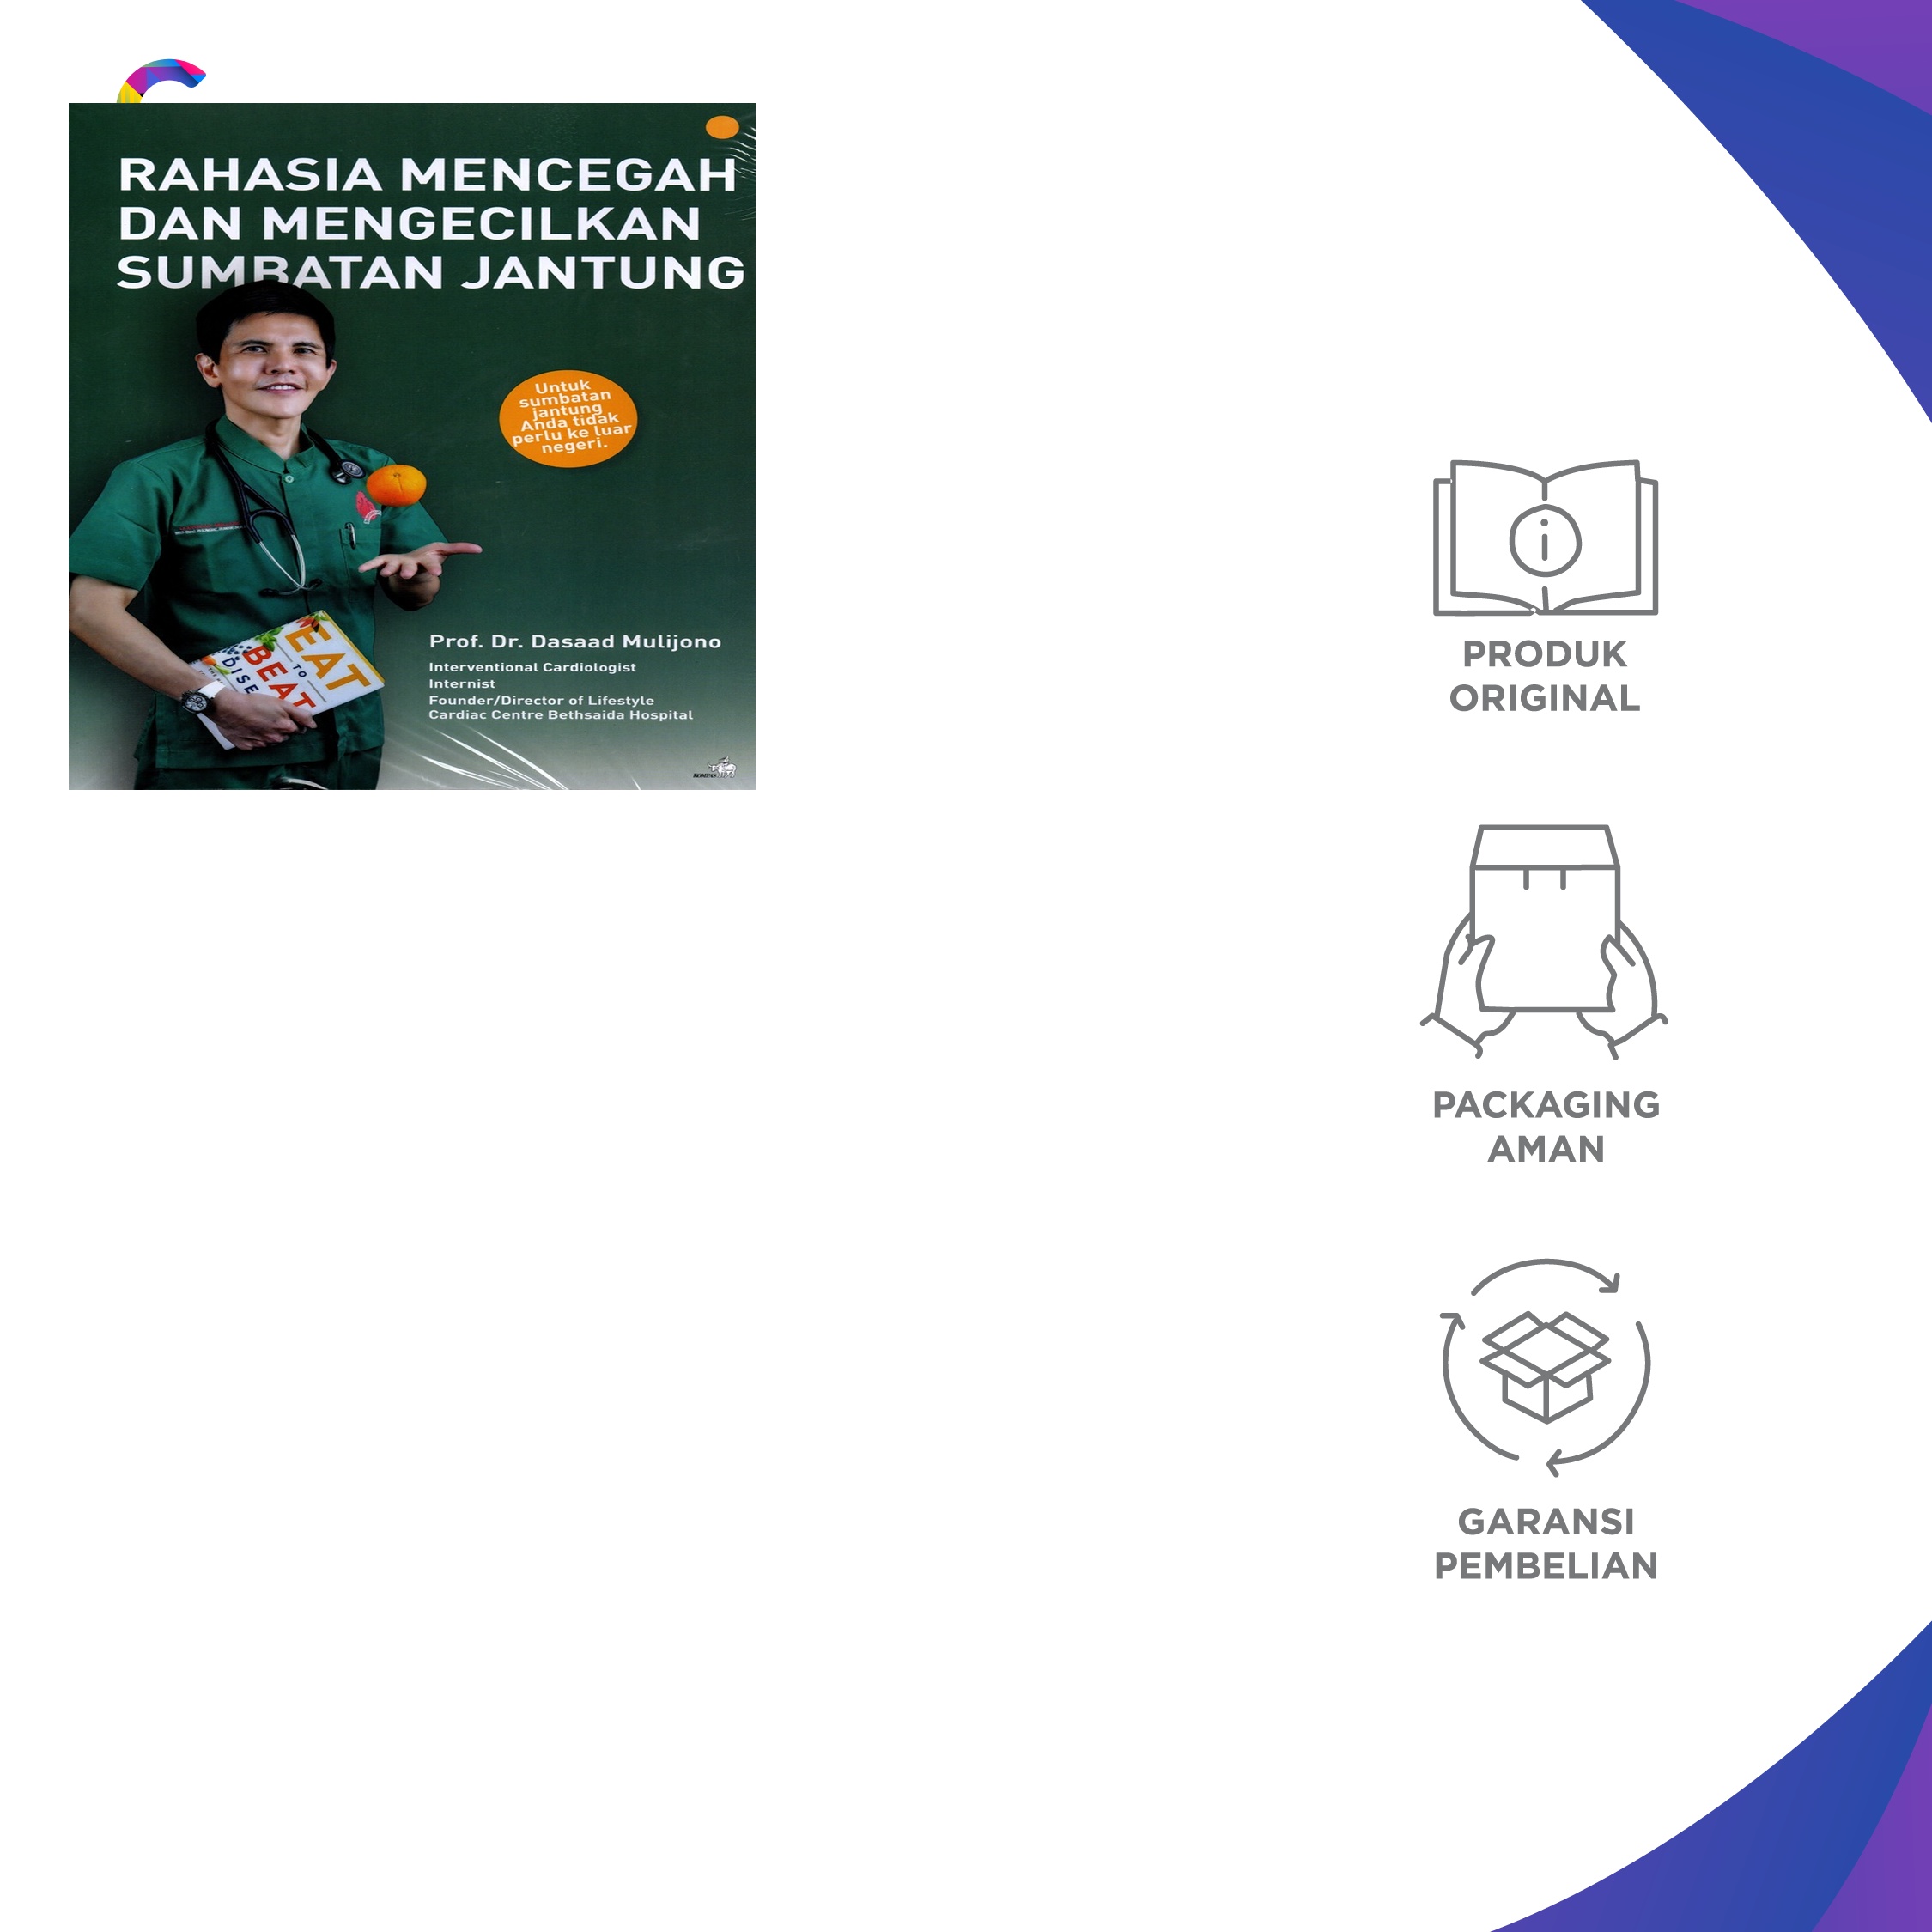 RAHASIA MENCEGAH
DAN MENGECILKAN
SUMBATAN JANTUNG
Untuk
sumbatan
jantung
Anda tidak
perlu ke luar
negeri.
EAT
TO
BEAT
DISE
Prof. Dr. Dasaad Mulijono
Interventional Cardiologist
Internist
Founder/Director of Lifestyle
Cardiac Centre Bethsaida Hospital
KOMPAS
PRODUK
ORIGINAL
PACKAGING
AMAN
GARANSI
PEMBELIAN